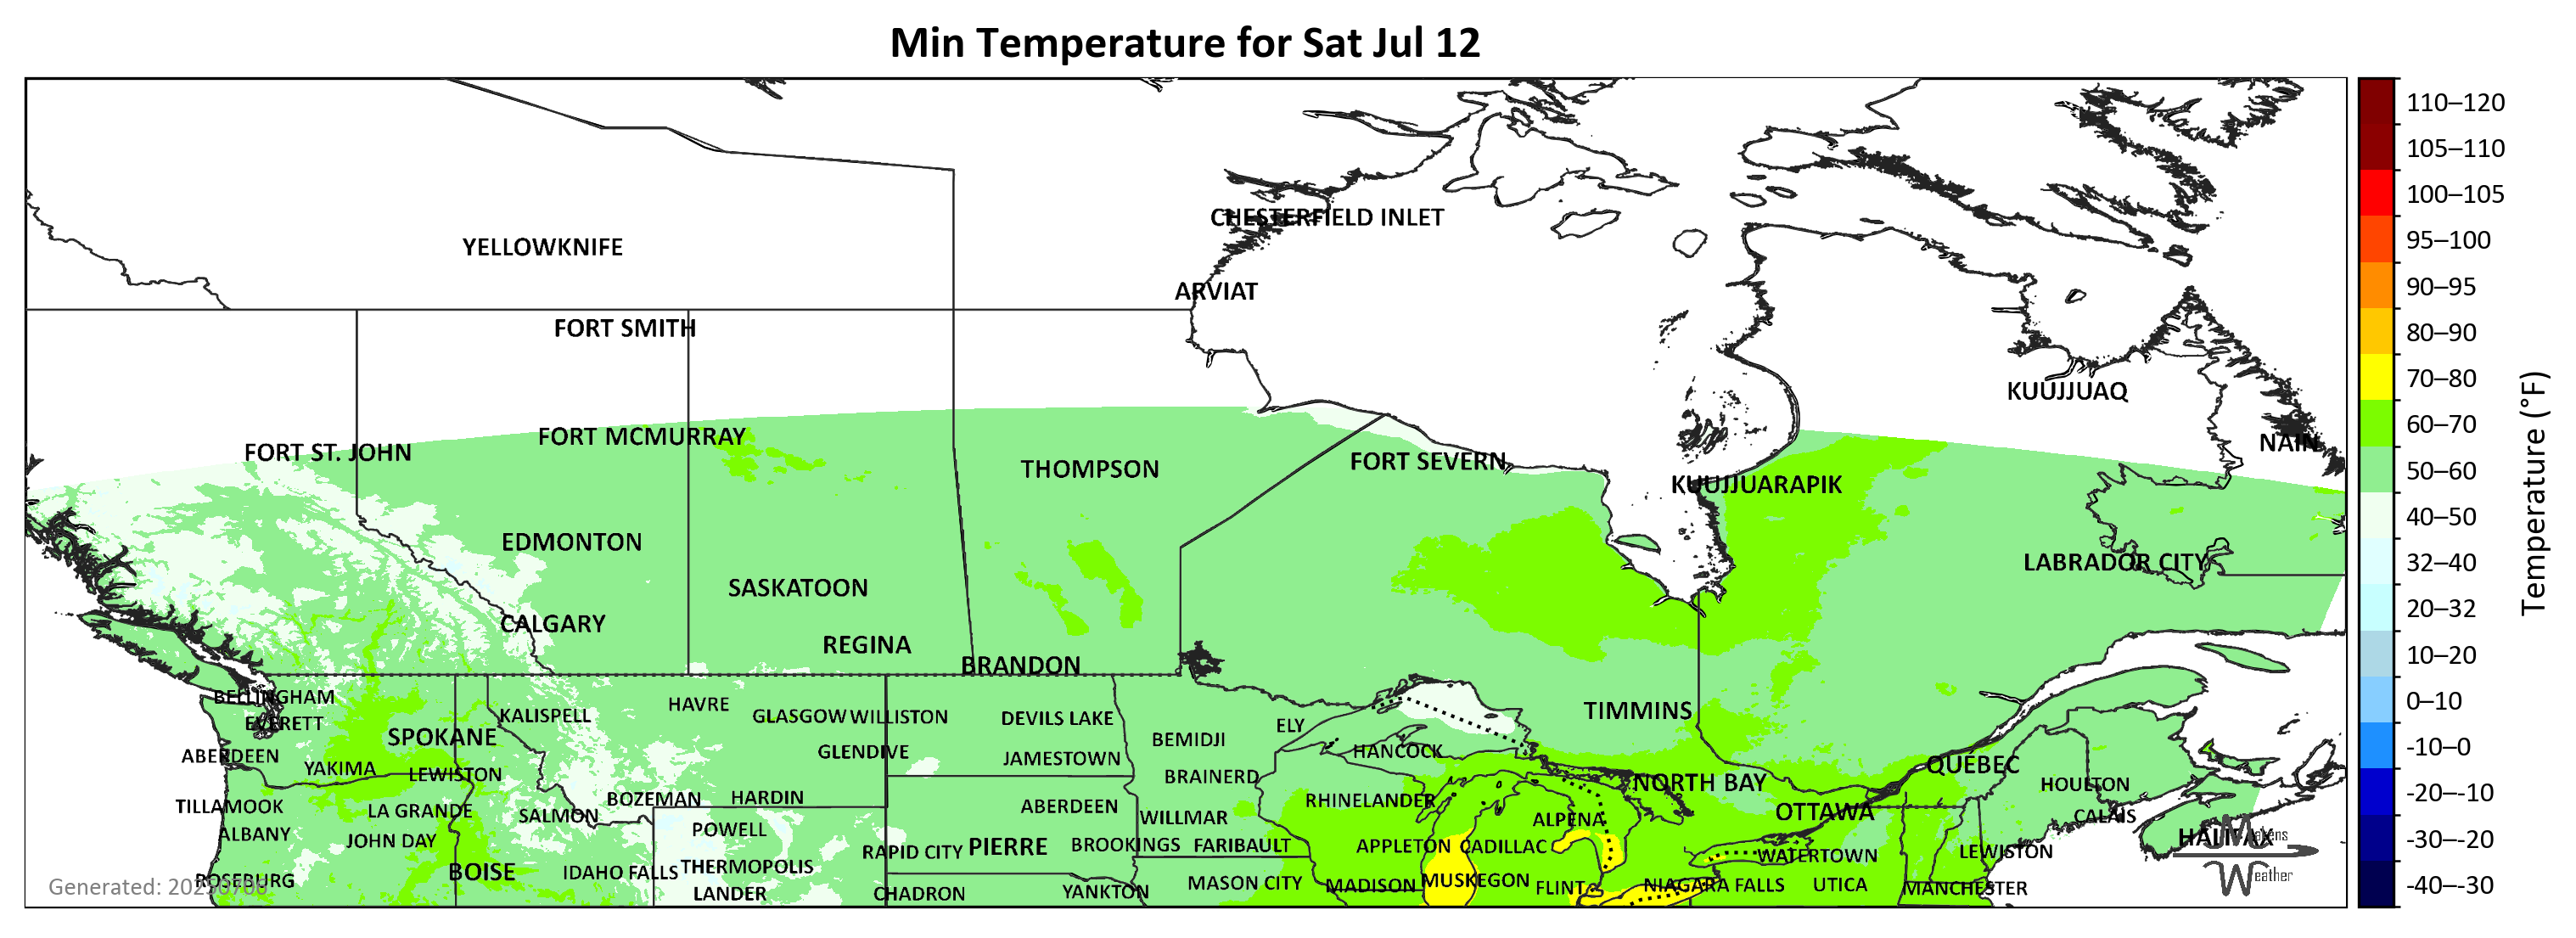 Min Temperature for Sat Jul 12
110–120
105–110
100–105
95–100
90–95
80–90
70–80
60–70
50–60
40–50
32–40
20–32
10–20
0–10
-10–0
-20–-10
-30–-20
-40–-30
Temperature (°F)
CHESTERFIELD INLET
YELLOWKNIFE
ARVIAT
FORT SMITH
KUUJJUAQ
FORT MCMURRAY
NAIN
FORT ST. JOHN
FORT SEVERN
THOMPSON
KUUJJUARAPIK
EDMONTON
LABRADOR CITY
SASKATOON
CALGARY
REGINA
BRANDON
BELLINGHAM
HAVRE
TIMMINS
KALISPELL
GLASGOW
WILLISTON
DEVILS LAKE
EVERETT
ELY
SPOKANE
BEMIDJI
GLENDIVE
HANCOCK
ABERDEEN
JAMESTOWN
QUÉBEC
YAKIMA
LEWISTON
BRAINERD
NORTH BAY
HOULTON
BOZEMAN
HARDIN
RHINELANDER
TILLAMOOK
ABERDEEN
LA GRANDE
SALMON
WILLMAR
ALPENA
OTTAWA
CALAIS
ALBANY
POWELL
HALIFAX
JOHN DAY
RAPID CITY
PIERRE
BROOKINGS
FARIBAULT
APPLETON
CADILLAC
WATERTOWN
LEWISTON
BOISE
IDAHO FALLS
THERMOPOLIS
ROSEBURG
MASON CITY
MADISON
MUSKEGON
FLINT
NIAGARA FALLS
UTICA
MANCHESTER
LANDER
CHADRON
YANKTON
Generated: 20250706
Makens
Weather